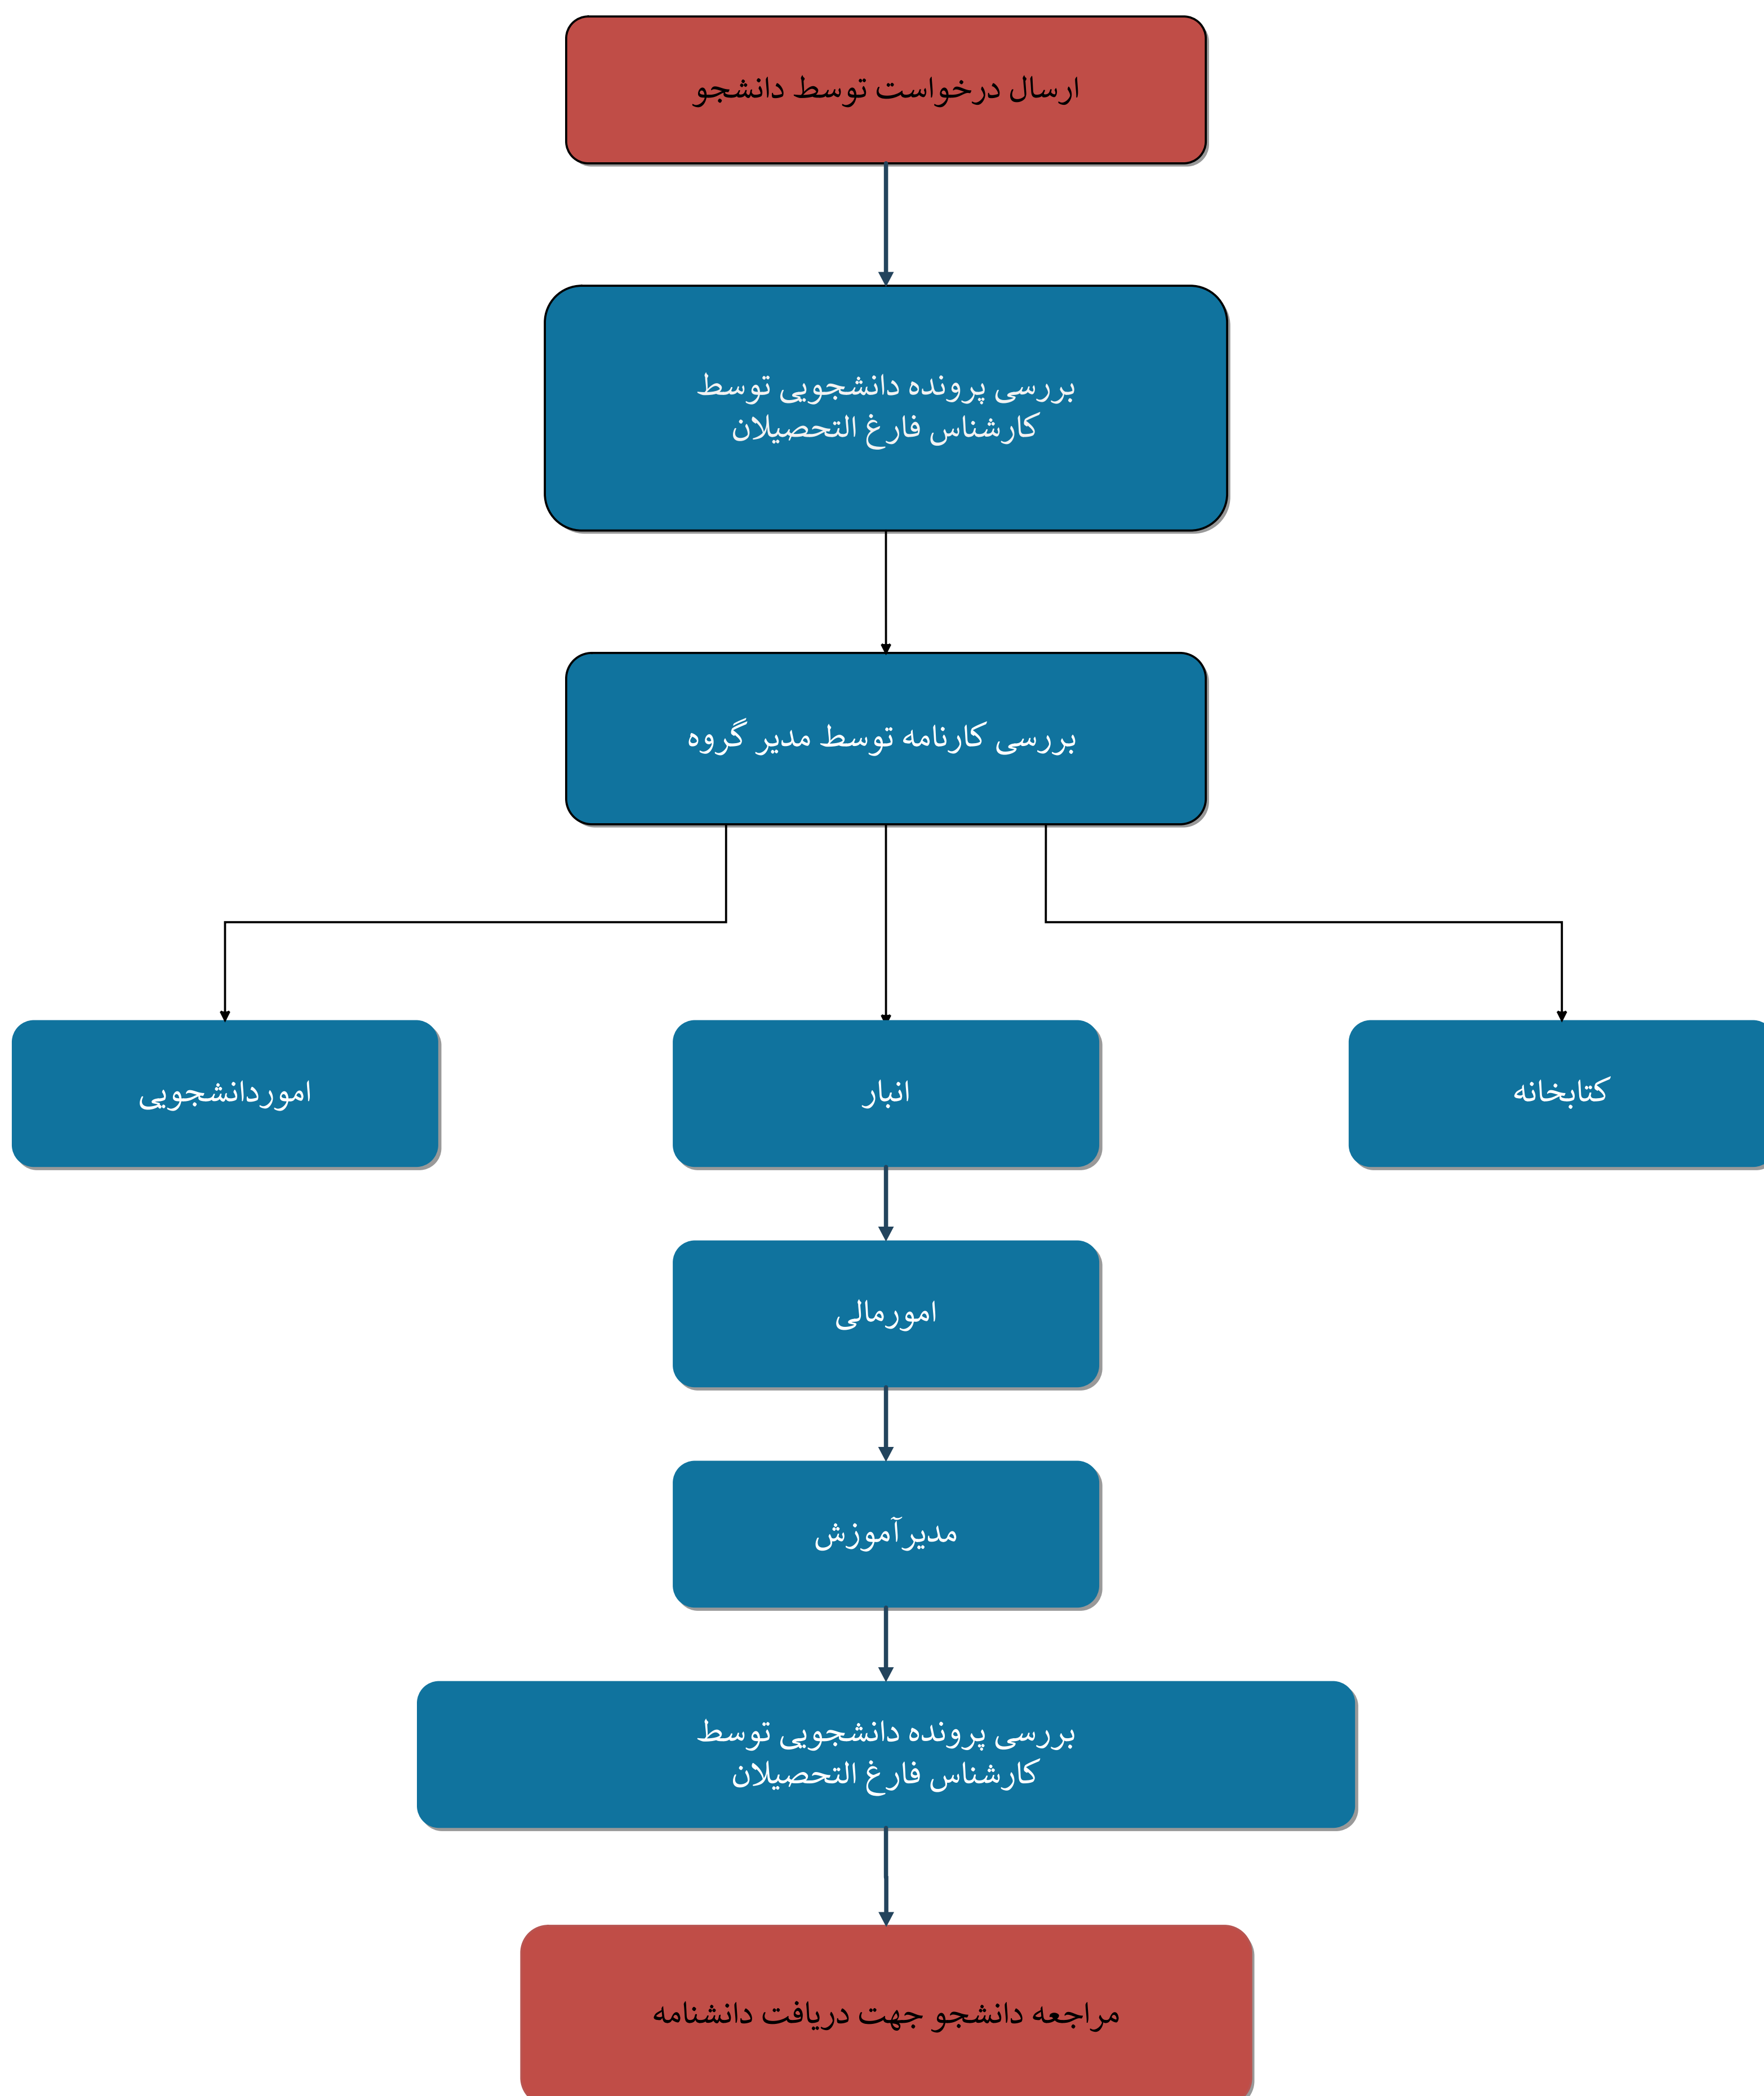 ارسال درخواست توسط دانشجو
بررسی پرونده دانشجویی توسط
کارشناس فارغ التحصیلان
بررسی کارنامه توسط مدیر گروه
کتابخانه
انبار
اموردانشجویی
امورمالی
مدیرآموزش
بررسی پرونده دانشجویی توسط
کارشناس فارغ التحصیلان
مراجعه دانشجو جهت دریافت دانشنامه